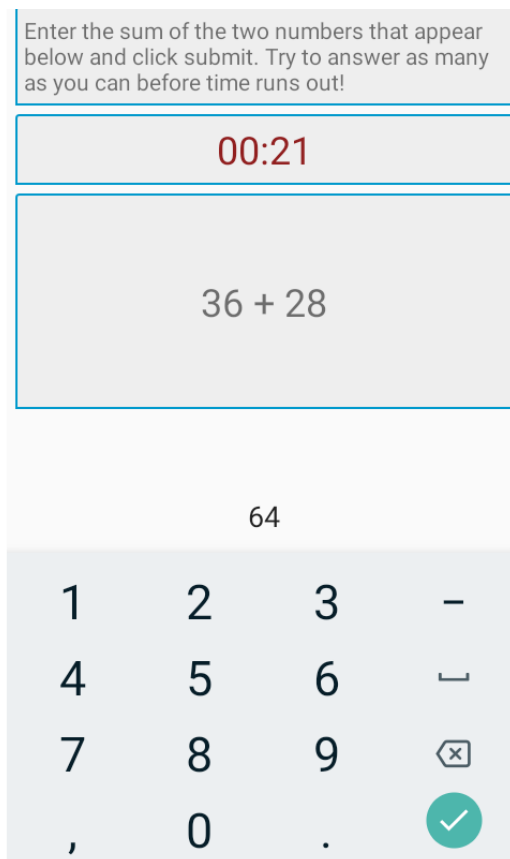 Enter the sum of the two numbers that appear
below and click submit. Try to answer as many
as you can before time runs out!
00:21
36 + 28
64
1 2 3 –
4 5 6
7 8 9
, 0 .